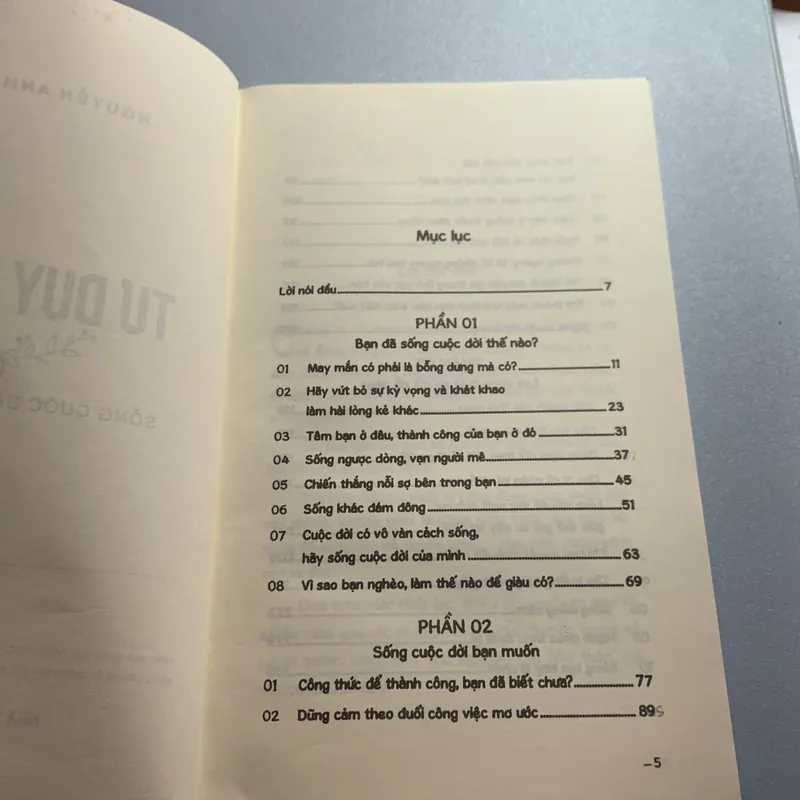 Mục lục
Lời nói đầu 7
PHẦN 01
Bạn đã sống cuộc đời thế nào?
01 May mắn có phải là bỗng dưng mà có? 11
02 Hãy vứt bỏ sự kỳ vọng và khát khao
làm hài lòng kẻ khác 23
03 Tâm bạn ở đâu, thành công của bạn ở đó 31
04 Sống ngược dòng, vạn người mê 37
05 Chiến thắng nỗi sợ bên trong bạn 45
06 Sống khác đám đông 51
07 Cuộc đời có vô vàn cách sống,
hãy sống cuộc đời của mình 63
08 Vì sao bạn nghèo, làm thế nào để giàu có? 69
PHẦN 02
Sống cuộc đời bạn muốn
01 Công thức để thành công, bạn đã biết chưa? 77
02 Dũng cảm theo đuổi công việc mơ ước 89
5
NGUYỄN ANH
TƯ DUY
SỐNG CUỘC